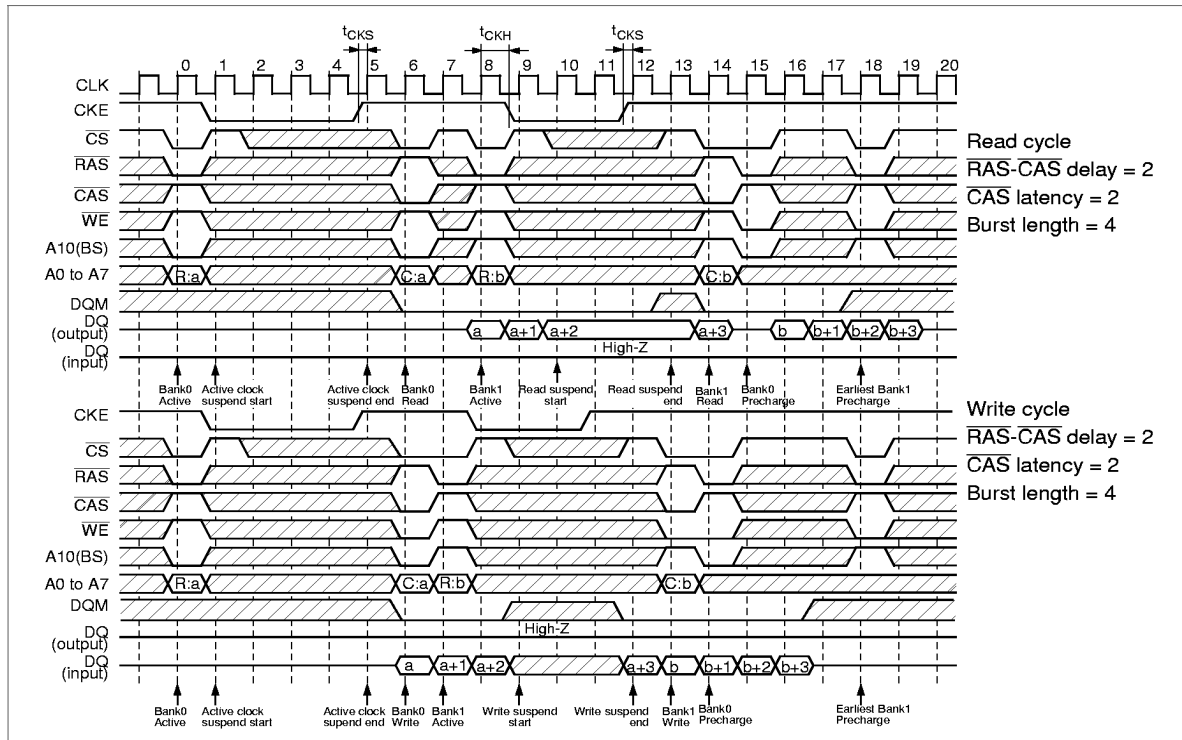 tCKS tCKH tCKS
0 1 2 3 4 5 6 7 8 9 10 11 12 13 14 15 16 17 18 19 20
CLK
CKE
CS
RAS
CAS
WE
A10(BS)
A0 to A7 R:a C:a R:b C:b
DQM
DQ
(output) a a+1 a+2 a+3 b b+1 b+2 b+3
High-Z
DQ
(input)
Read cycle
RAS-CAS delay = 2
CAS latency = 2
Burst length = 4
Bank0
Active
Active clock
suspend start
Active clock
suspend end
Bank0
Read
Bank1
Active
Read suspend
start
Read suspend
end
Bank1
Read
Bank0
Precharge
Earliest Bank1
Precharge
CKE
CS
RAS
CAS
WE
A10(BS)
A0 to A7 R:a C:a R:b C:b
DQM
DQ
(output)
High-Z
DQ
(input) a a+1 a+2 a+3 b b+1 b+2 b+3
Write cycle
RAS-CAS delay = 2
CAS latency = 2
Burst length = 4
Bank0
Active
Active clock
suspend start
Active clock
supend end
Bank0
Write
Bank1
Active
Write suspend
start
Write suspend
end
Bank1
Write
Bank0
Precharge
Earliest Bank1
Precharge